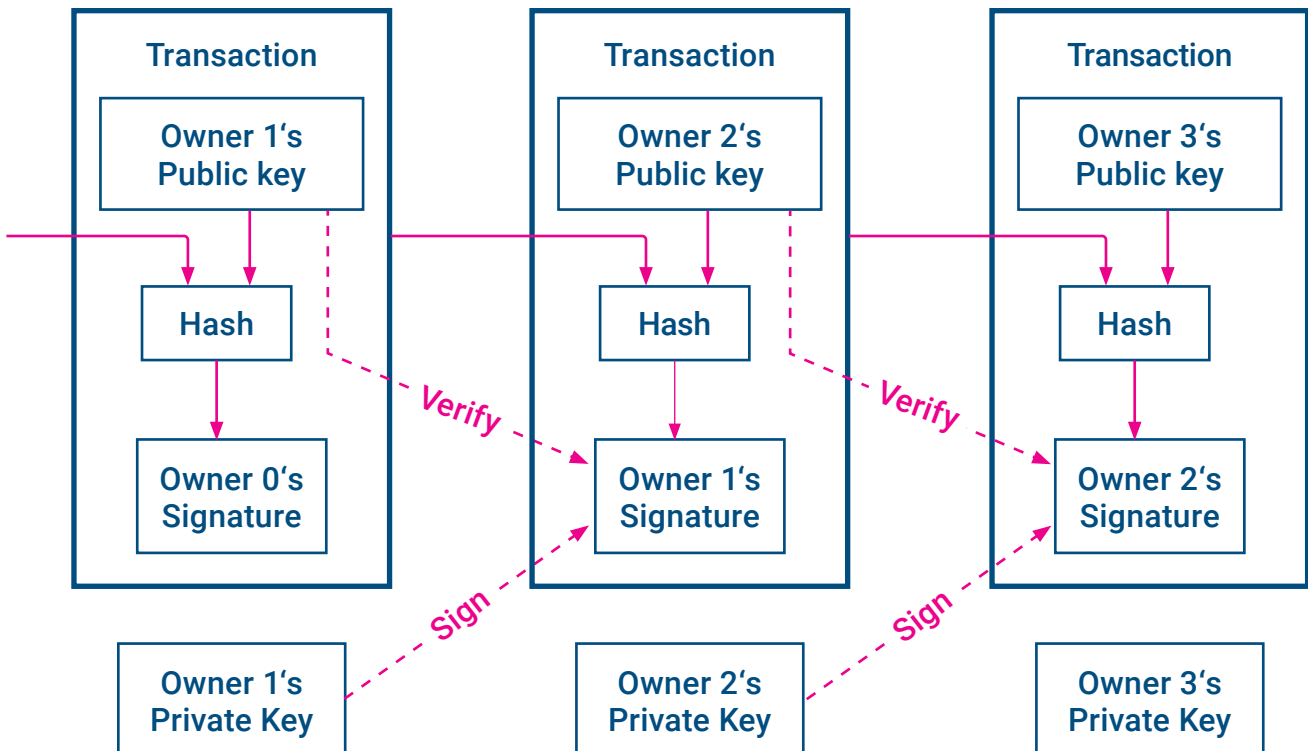 Transaction
Owner 1‘s
Public key
Hash
Owner 0‘s
Signature
Transaction
Owner 2‘s
Public key
Hash
Owner 1‘s
Signature
Transaction
Owner 3‘s
Public key
Hash
Owner 2‘s
Signature
Verify
Verify
Sign
Sign
Owner 1‘s
Private Key
Owner 2‘s
Private Key
Owner 3‘s
Private Key